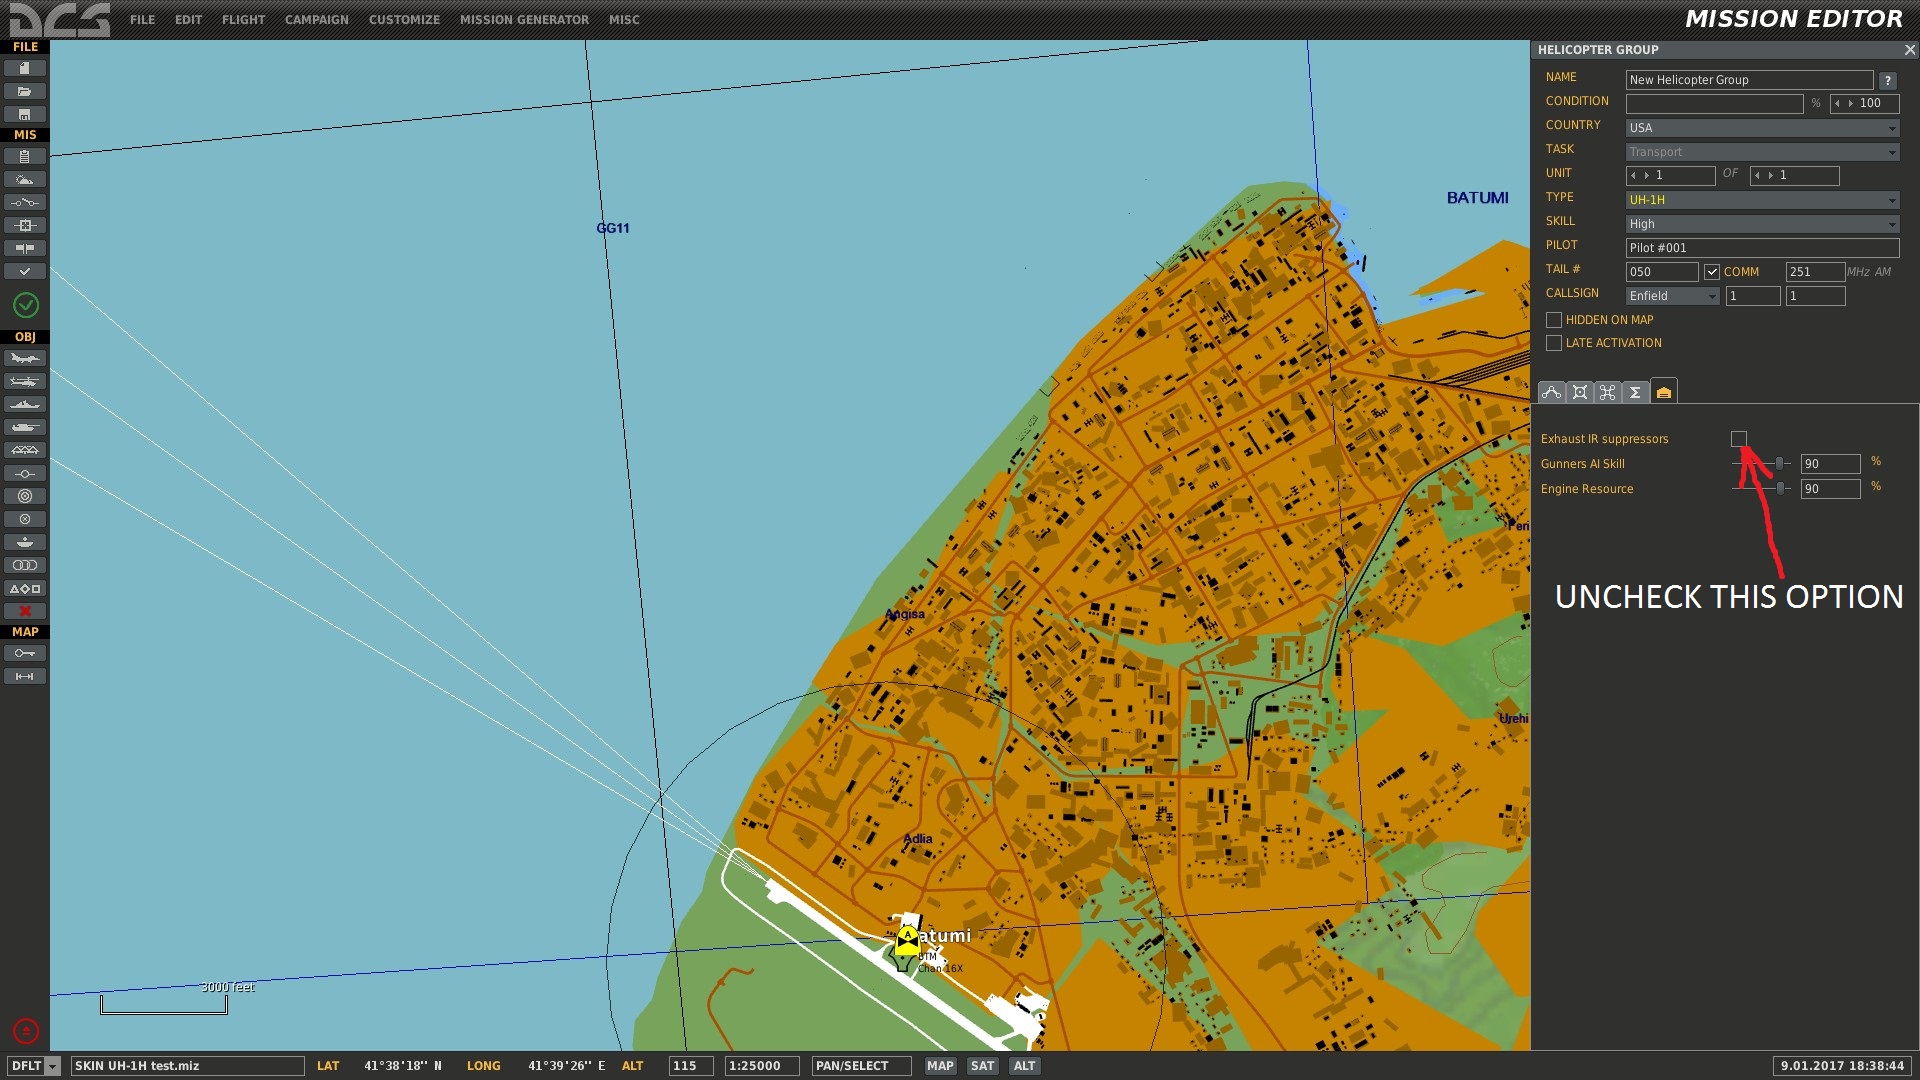 DCS FILE EDIT FLIGHT CAMPAIGN CUSTOMIZE MISSION GENERATOR MISC MISSION EDITOR
FILE
MIS
OBJ
MAP
HELICOPTER GROUP
NAME New Helicopter Group ?
CONDITION % 100
COUNTRY USA
TASK Transport
UNIT 1 OF 1
TYPE UH-1H
SKILL High
PILOT Pilot #001
TAIL # 050 COMM 251 MHz AM
CALLSIGN Enfield 1 1
HIDDEN ON MAP
LATE ACTIVATION
Σ
Exhaust IR suppressors
Gunners AI Skill 90 %
Engine Resource 90 %
UNCHECK THIS OPTION
BATUMI
GG11
Peri
Angisa
Urehi
Adlia
A
atumi
BTM
Chan 16X
3000 feet
DFLT SKIN UH-1H test.miz LAT 41°38'18" N LONG 41°39'26" E ALT 115 1:25000 PAN/SELECT MAP SAT ALT 9.01.2017 18:38:44